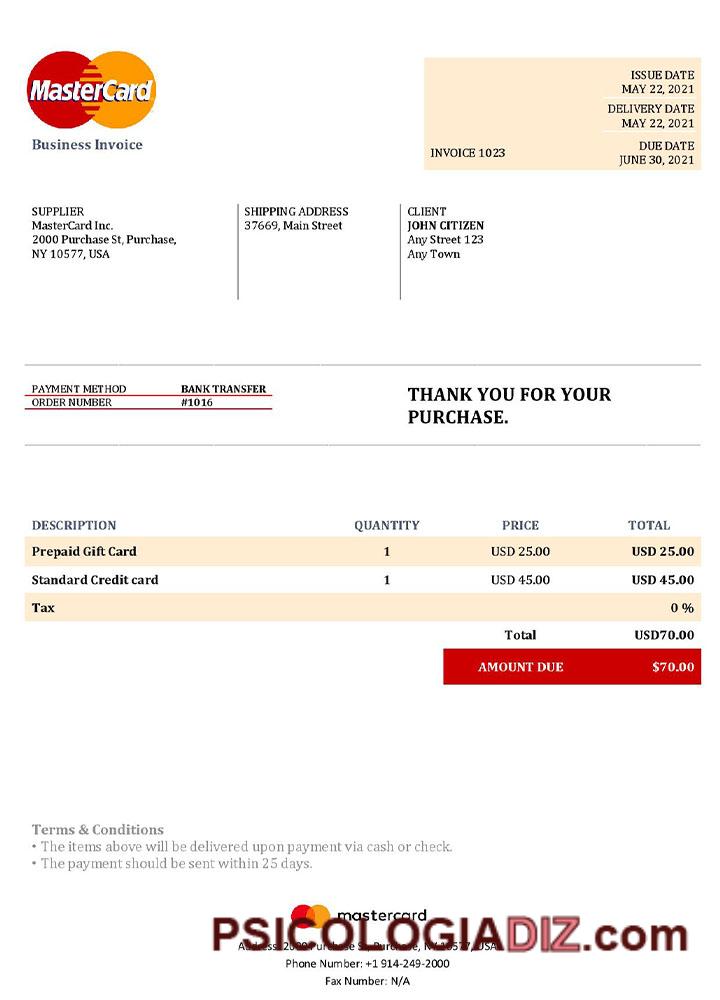 MasterCard
Business Invoice
ISSUE DATE
MAY 22, 2021
DELIVERY DATE
MAY 22, 2021
INVOICE 1023
DUE DATE
JUNE 30, 2021
SUPPLIER
MasterCard Inc.
2000 Purchase St, Purchase,
NY 10577, USA
SHIPPING ADDRESS
37669, Main Street
CLIENT
JOHN CITIZEN
Any Street 123
Any Town
PAYMENT METHOD BANK TRANSFER
ORDER NUMBER #1016
THANK YOU FOR YOUR
PURCHASE.
DESCRIPTION QUANTITY PRICE TOTAL
Prepaid Gift Card 1 USD 25.00 USD 25.00
Standard Credit card 1 USD 45.00 USD 45.00
Tax 0 %
Total USD70.00
AMOUNT DUE $70.00
Terms & Conditions
• The items above will be delivered upon payment via cash or check.
• The payment should be sent within 25 days.
mastercard
PSICOLOGIADIZ.com
Address: 2000 Purchase St, Purchase, NY 10577, USA
Phone Number: +1 914-249-2000
Fax Number: N/A